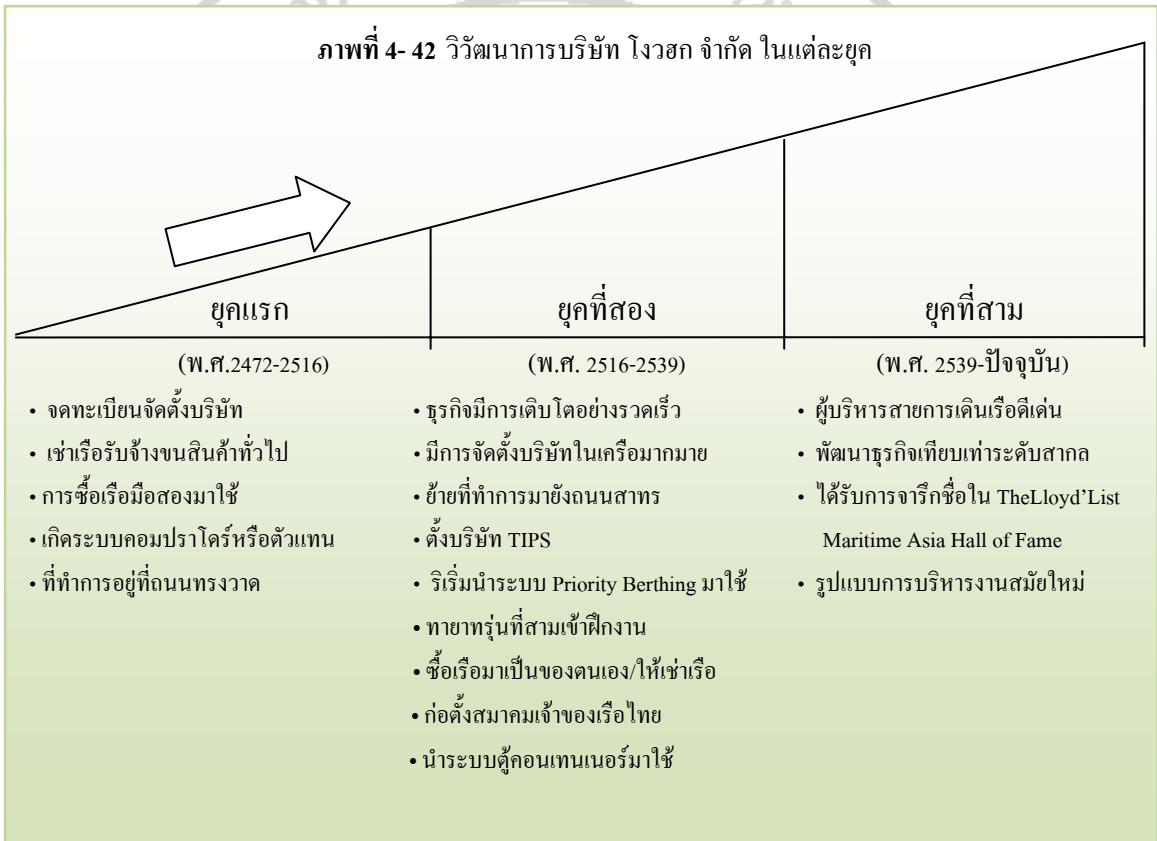 ภาพที่ 4- 42 วิวัฒนาการบริษัท โงวฮก จำกัด ในแต่ละยุค
ยุคแรก
(พ.ศ.2472-2516)
• จดทะเบียนจัดตั้งบริษัท
• เช่าเรือรับจ้างขนสินค้าทั่วไป
• การซื้อเรือมือสองมาใช้
• เกิดระบบคอมปราโดร์หรือตัวแทน
• ที่ทำการอยู่ที่ถนนทรงวาด
ยุคที่สอง
(พ.ศ. 2516-2539)
• ธุรกิจมีการเติบโตอย่างรวดเร็ว
• มีการจัดตั้งบริษัทในเครือมากมาย
• ย้ายที่ทำการมายังถนนสาทร
• ตั้งบริษัท TIPS
• ริเริ่มนำระบบ Priority Berthing มาใช้
• ทายาทรุ่นที่สามเข้าฝึกงาน
• ซื้อเรือมาเป็นของตนเอง/ให้เช่าเรือ
• ก่อตั้งสมาคมเจ้าของเรือไทย
• นำระบบตู้คอนเทนเนอร์มาใช้
ยุคที่สาม
(พ.ศ. 2539-ปัจจุบัน)
• ผู้บริหารสายการเดินเรือดีเด่น
• พัฒนาธุรกิจเทียบเท่าระดับสากล
• ได้รับการจารึกชื่อใน TheLloyd’List
Maritime Asia Hall of Fame
• รูปแบบการบริหารงานสมัยใหม่